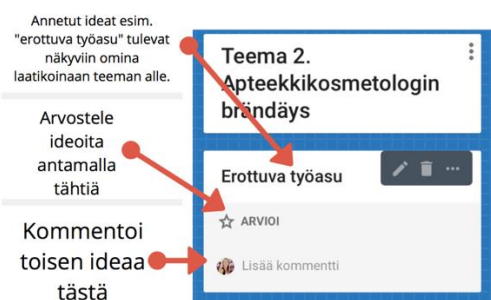 Annetut ideat esim.
"erottuva työasu" tulevat
näkyviin omina
laatikoinaan teeman alle.
Arvostele
ideoita
antamalla
tähtiä
Kommentoi
toisen ideaa
tästä
Teema 2.
Apteekkikosmetologin
brändäys
Erottuva työasu
ARVIOI
Lisää kommentti